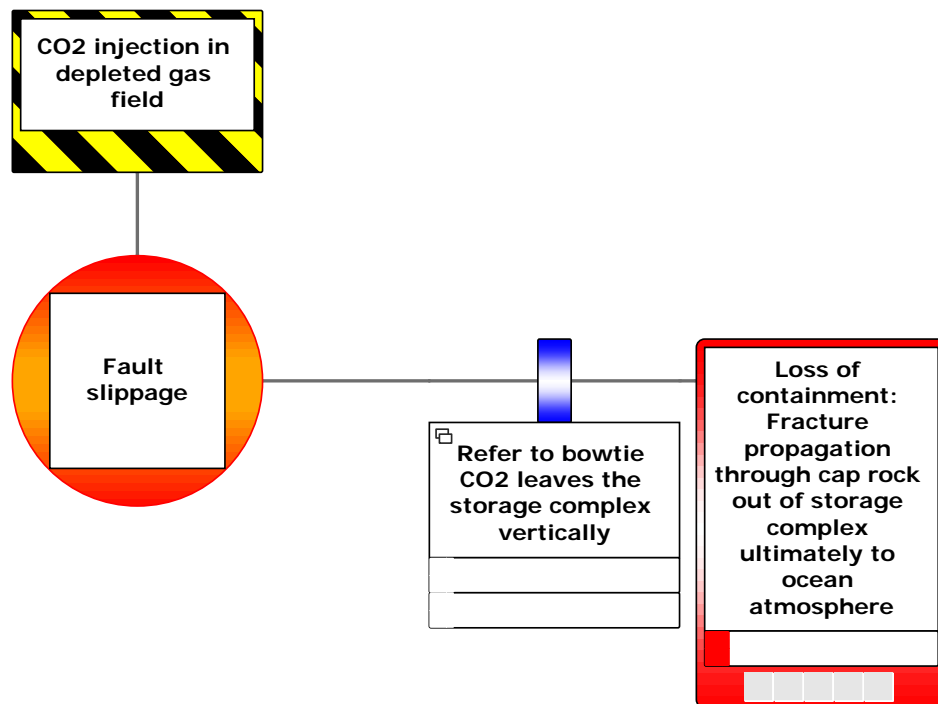 CO2 injection in
depleted gas
field
Fault
slippage
Refer to bowtie
CO2 leaves the
storage complex
vertically
Loss of
containment:
Fracture
propagation
through cap rock
out of storage
complex
ultimately to
ocean
atmosphere